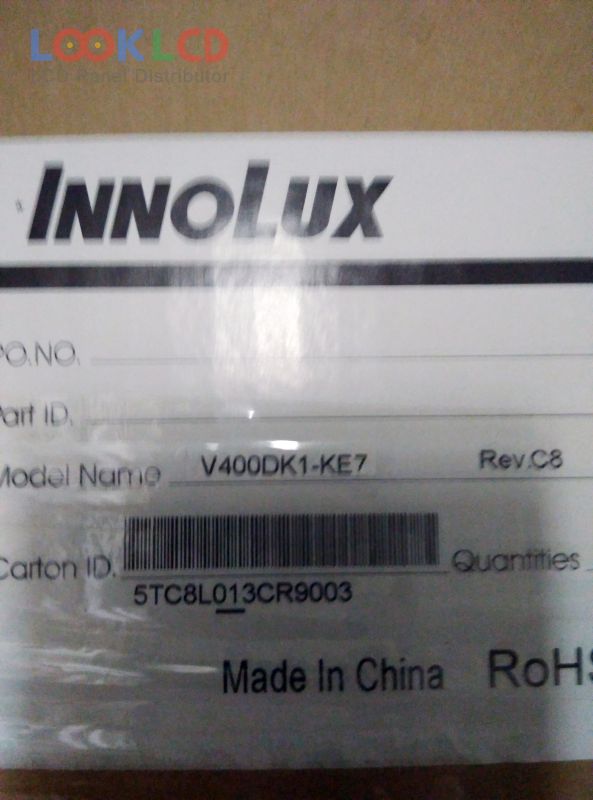 LOOKLCD
LCD Panel Distributor
INNOLUX
PO.NO.
Part ID.
Model Name V400DK1-KE7 Rev.C8
Carton ID. Quantities
5TC8L013CR9003
Made In China RoHS